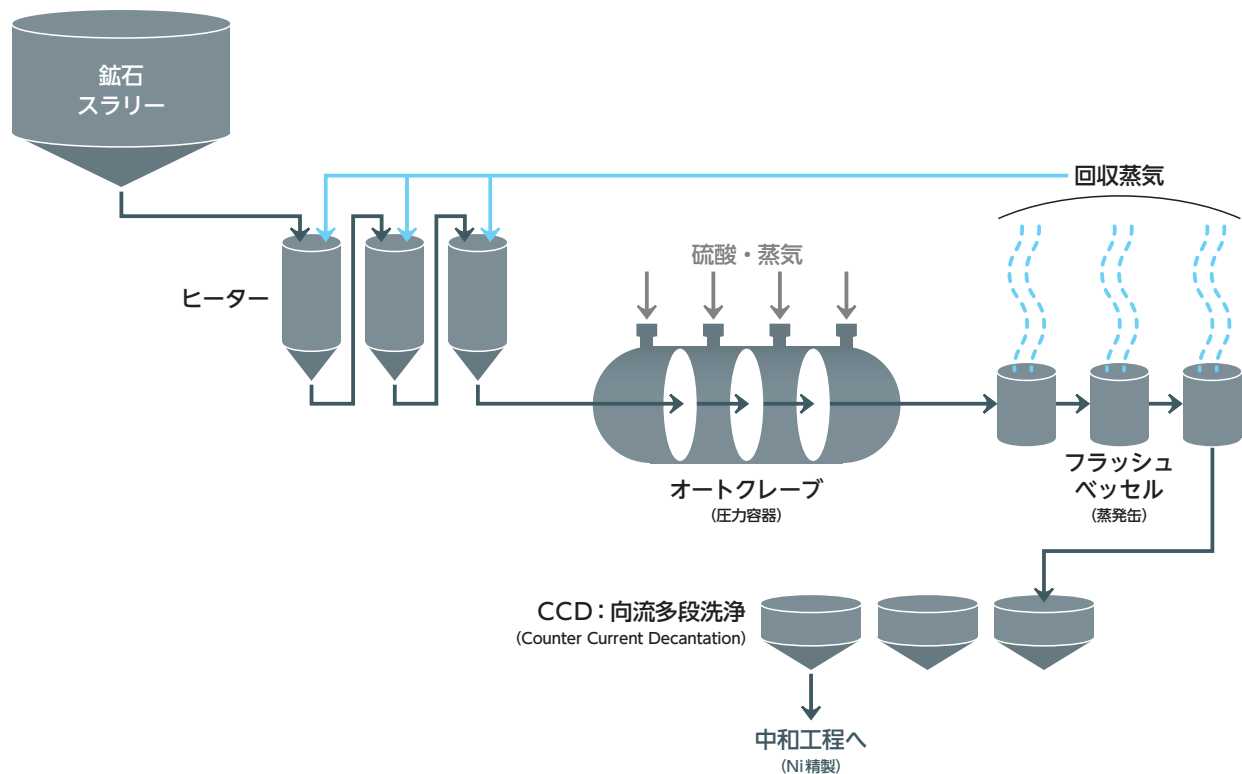 鉱石
スラリー
回収蒸気
硫酸・蒸気
ヒーター
オートクレーブ
(圧力容器)
フラッシュ
ベッセル
(蒸発缶)
CCD:向流多段洗浄
(Counter Current Decantation)
中和工程へ
(Ni精製)